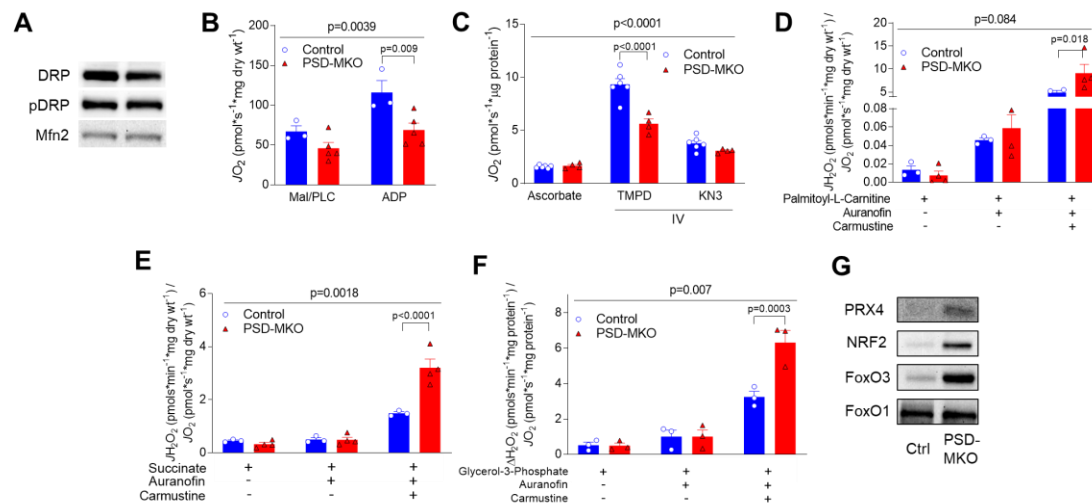 A
DRP
pDRP
Mfn2
B
p=0.0039
Control
PSD-MKO
p=0.009
JO₂ (pmol*s⁻¹*mg dry wt⁻¹)
200
150
100
50
0
Mal/PLC
ADP
C
p<0.0001
Control
PSD-MKO
p<0.0001
JO₂ (pmol*s⁻¹*µg protein⁻¹)
15
10
5
0
Ascorbate
TMPD
KN3
IV
D
p=0.084
Control
PSD-MKO
p=0.018
JH₂O₂ (pmols*min⁻¹*mg dry wt⁻¹) /
JO₂ (pmol*s⁻¹*mg dry wt⁻¹)
25
20
15
10
5
0.08
0.06
0.04
0.02
0.00
Palmitoyl-L-Carnitine + + +
Auranofin - + +
Carmustine - - +
E
p=0.0018
Control
PSD-MKO
p<0.0001
JH₂O₂ (pmols*min⁻¹*mg dry wt⁻¹) /
JO₂ (pmol*s⁻¹*mg dry wt⁻¹)
6
4
2
0
Succinate + + +
Auranofin - + +
Carmustine - - +
F
p=0.007
Control
PSD-MKO
p=0.0003
ΔH₂O₂ (pmols*min⁻¹*mg protein⁻¹) /
JO₂ (pmol*s⁻¹*mg protein⁻¹)
8
6
4
2
0
Glycerol-3-Phosphate + + +
Auranofin - + +
Carmustine - - +
G
PRX4
NRF2
FoxO3
FoxO1
Ctrl
PSD-
MKO